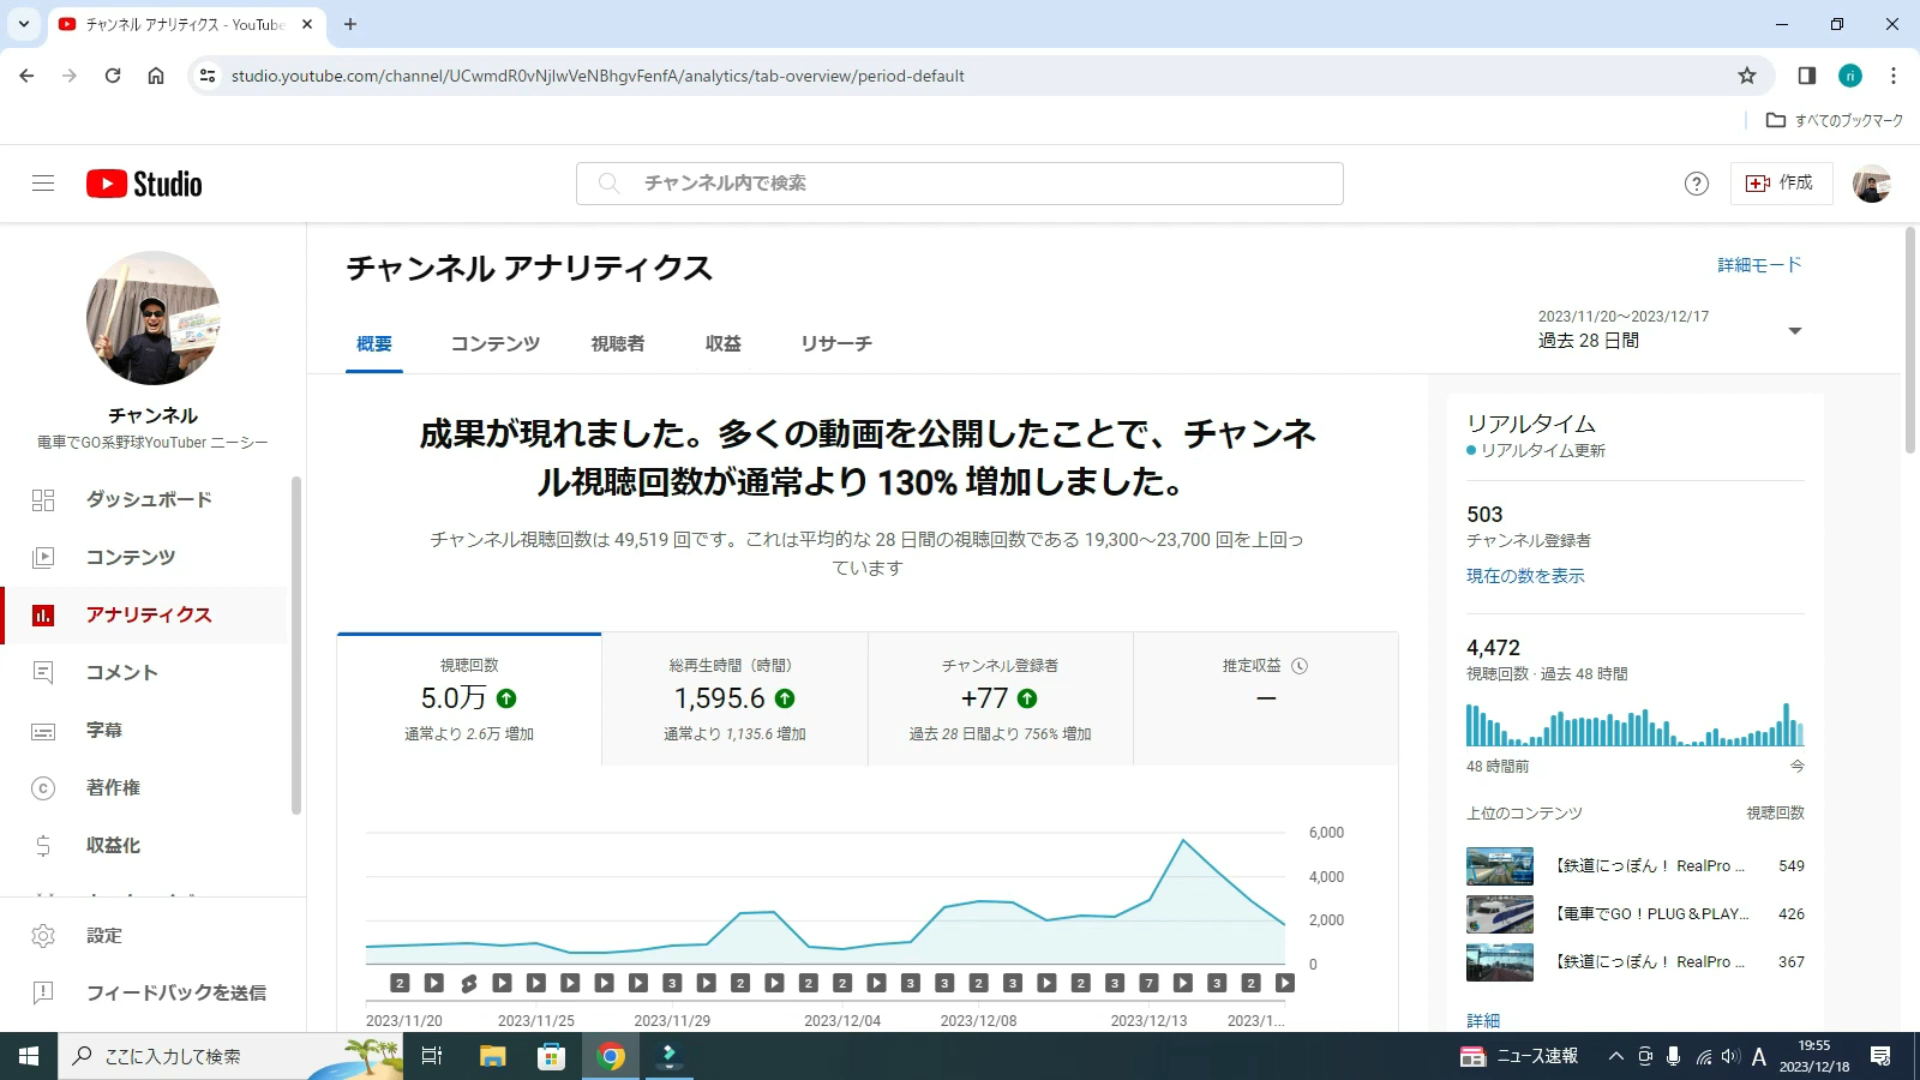 チャンネル アナリティクス - YouTube
studio.youtube.com/channel/UCwmdR0vNjlwVeNBhgvFenfA/analytics/tab-overview/period-default
ri
すべてのブックマーク
Studio
チャンネル内で検索
作成
チャンネル アナリティクス
詳細モード
2023/11/20～2023/12/17
過去 28 日間
概要 コンテンツ 視聴者 収益 リサーチ
チャンネル
電車でGO系野球YouTuber ニーシー
ダッシュボード
コンテンツ
アナリティクス
コメント
字幕
著作権
収益化
設定
フィードバックを送信
成果が現れました。多くの動画を公開したことで、チャンネ
ル視聴回数が通常より 130% 増加しました。
チャンネル視聴回数は 49,519 回です。これは平均的な 28 日間の視聴回数である 19,300～23,700 回を上回っ
ています
視聴回数
5.0万
通常より 2.6万 増加
総再生時間（時間）
1,595.6
通常より 1,135.6 増加
チャンネル登録者
+77
過去 28 日間より 756% 増加
推定収益
—
6,000
4,000
2,000
0
2 3 2 2 2 3 3 2 3 2 3 7 3 2
2023/11/20 2023/11/25 2023/11/29 2023/12/04 2023/12/08 2023/12/13 2023/1...
リアルタイム
リアルタイム更新
503
チャンネル登録者
現在の数を表示
4,472
視聴回数 · 過去 48 時間
48 時間前 今
上位のコンテンツ 視聴回数
【鉄道にっぽん！ RealPro ... 549
【電車でGO！PLUG＆PLAY... 426
【鉄道にっぽん！ RealPro ... 367
詳細
ここに入力して検索
ニュース速報
A
19:55
2023/12/18